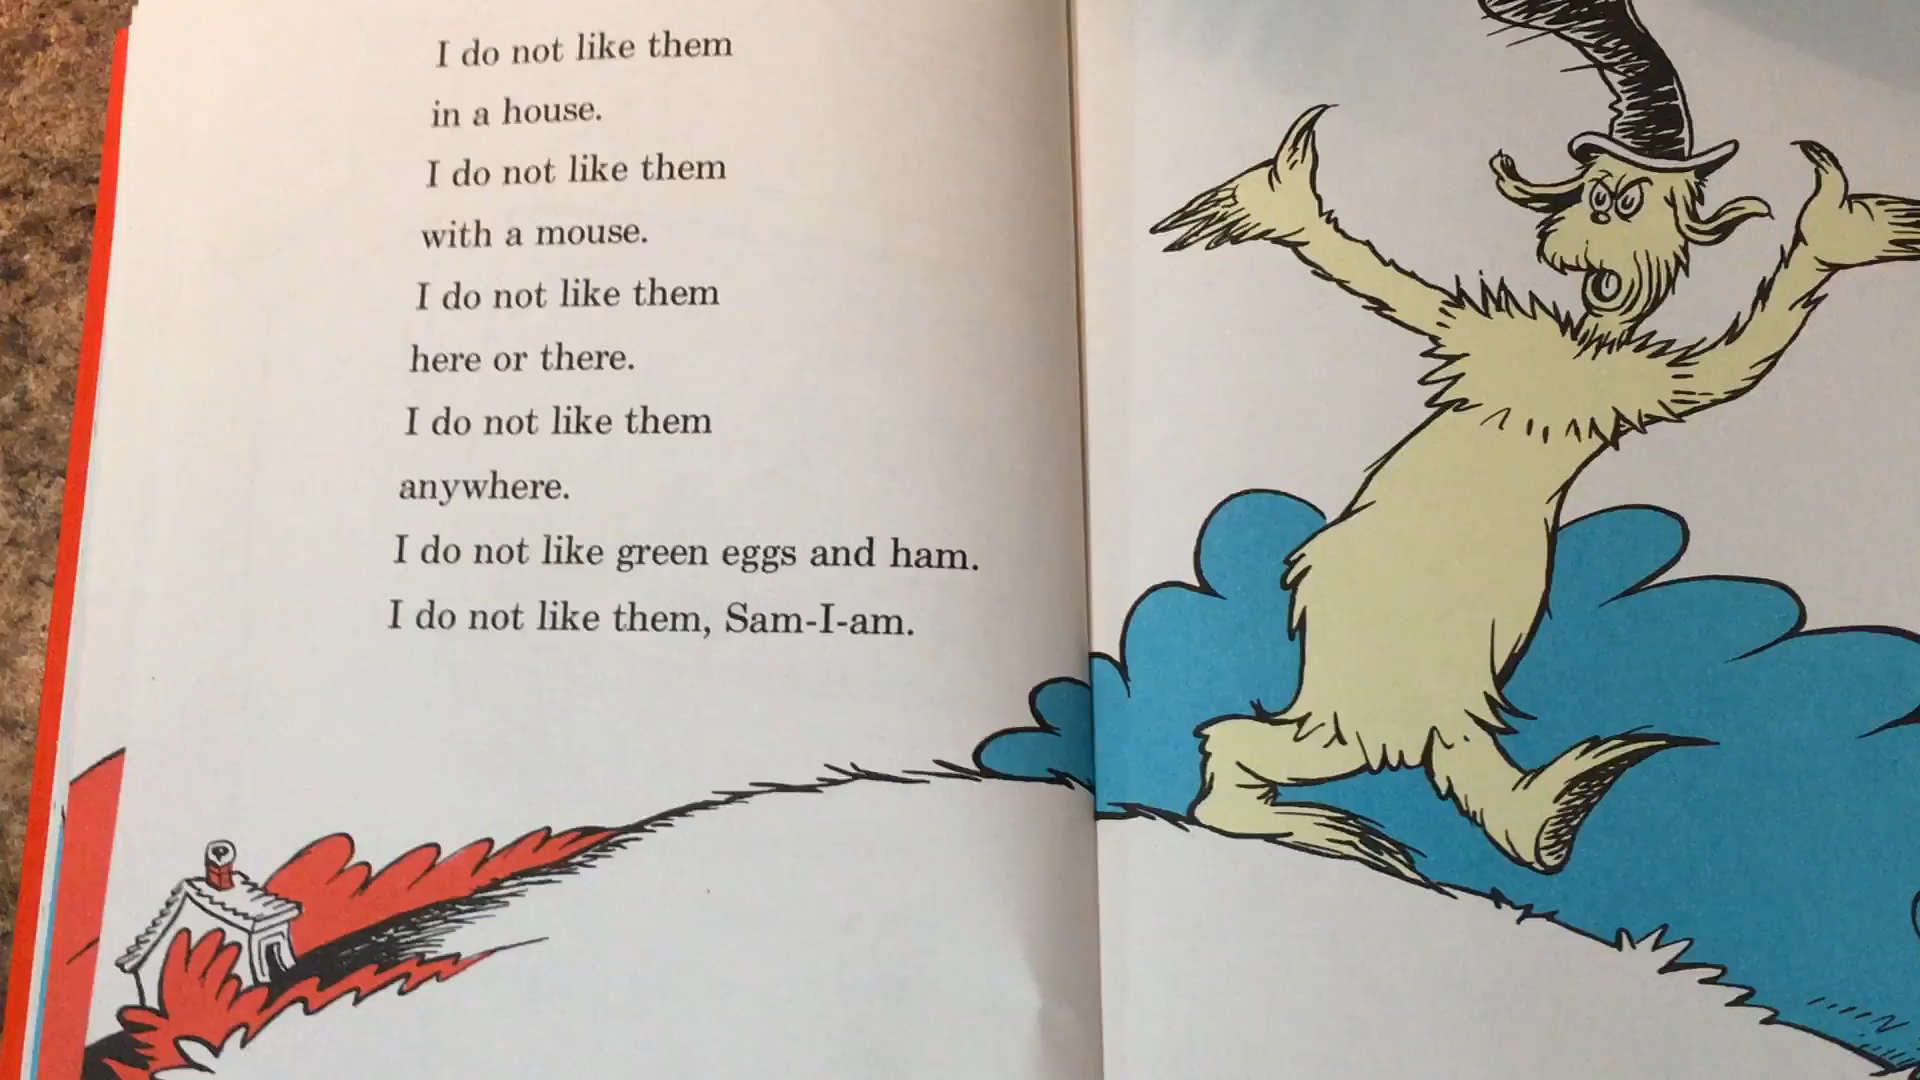 I do not like them
in a house.
I do not like them
with a mouse.
I do not like them
here or there.
I do not like them
anywhere.
I do not like green eggs and ham.
I do not like them, Sam-I-am.